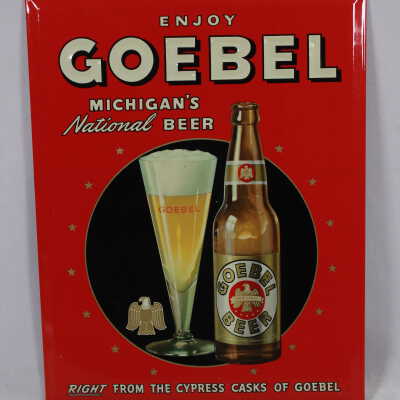 ENJOY
GOEBEL
MICHIGAN'S
National BEER
GOEBEL
GOEBEL
BEER
RIGHT FROM THE CYPRESS CASKS OF GOEBEL